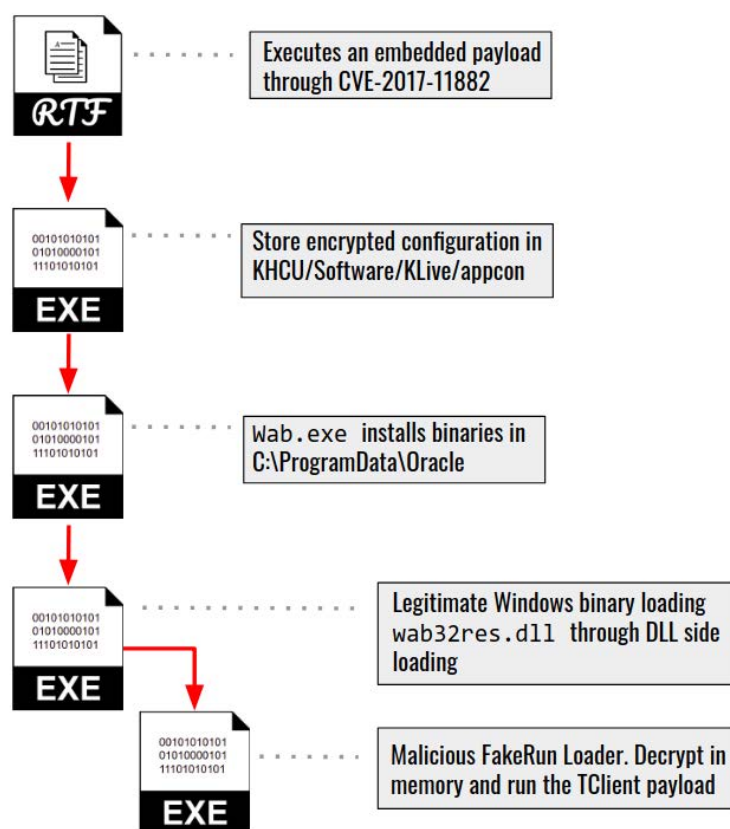 RTF
Executes an embedded payload
through CVE-2017-11882
00101010101
01010000101
11101010101
EXE
Store encrypted configuration in
KHCU/Software/KLive/appcon
00101010101
01010000101
11101010101
EXE
Wab.exe installs binaries in
C:\ProgramData\Oracle
00101010101
01010000101
11101010101
EXE
Legitimate Windows binary loading
wab32res.dll through DLL side
loading
00101010101
01010000101
11101010101
EXE
Malicious FakeRun Loader. Decrypt in
memory and run the TClient payload